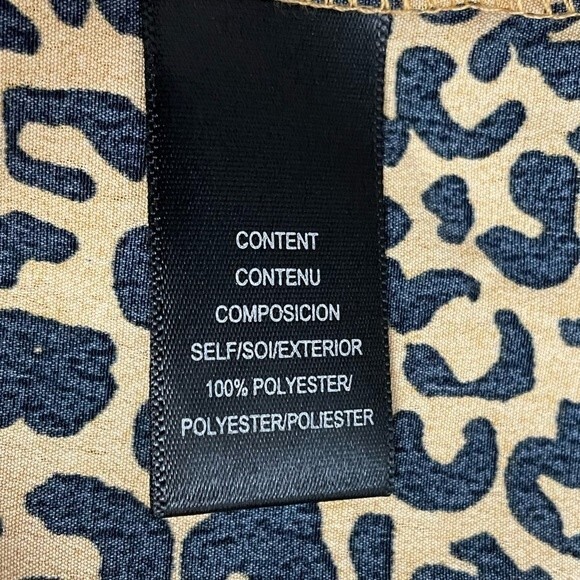 CONTENT
CONTENU
COMPOSICION
SELF/SOI/EXTERIOR
100% POLYESTER/
POLYESTER/POLIESTER